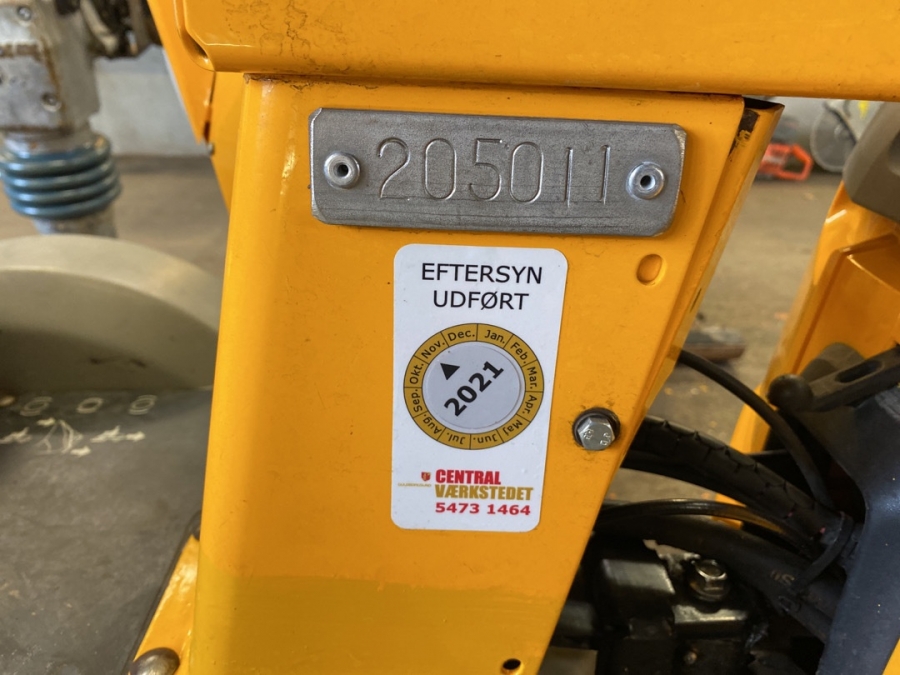 205011
EFTERSYN
UDFØRT
Jan. Feb. Mar. Apr. Maj Jun. Jul. Aug. Sep. Okt. Nov. Dec.
2021
CENTRAL
VÆRKSTEDET
5473 1464